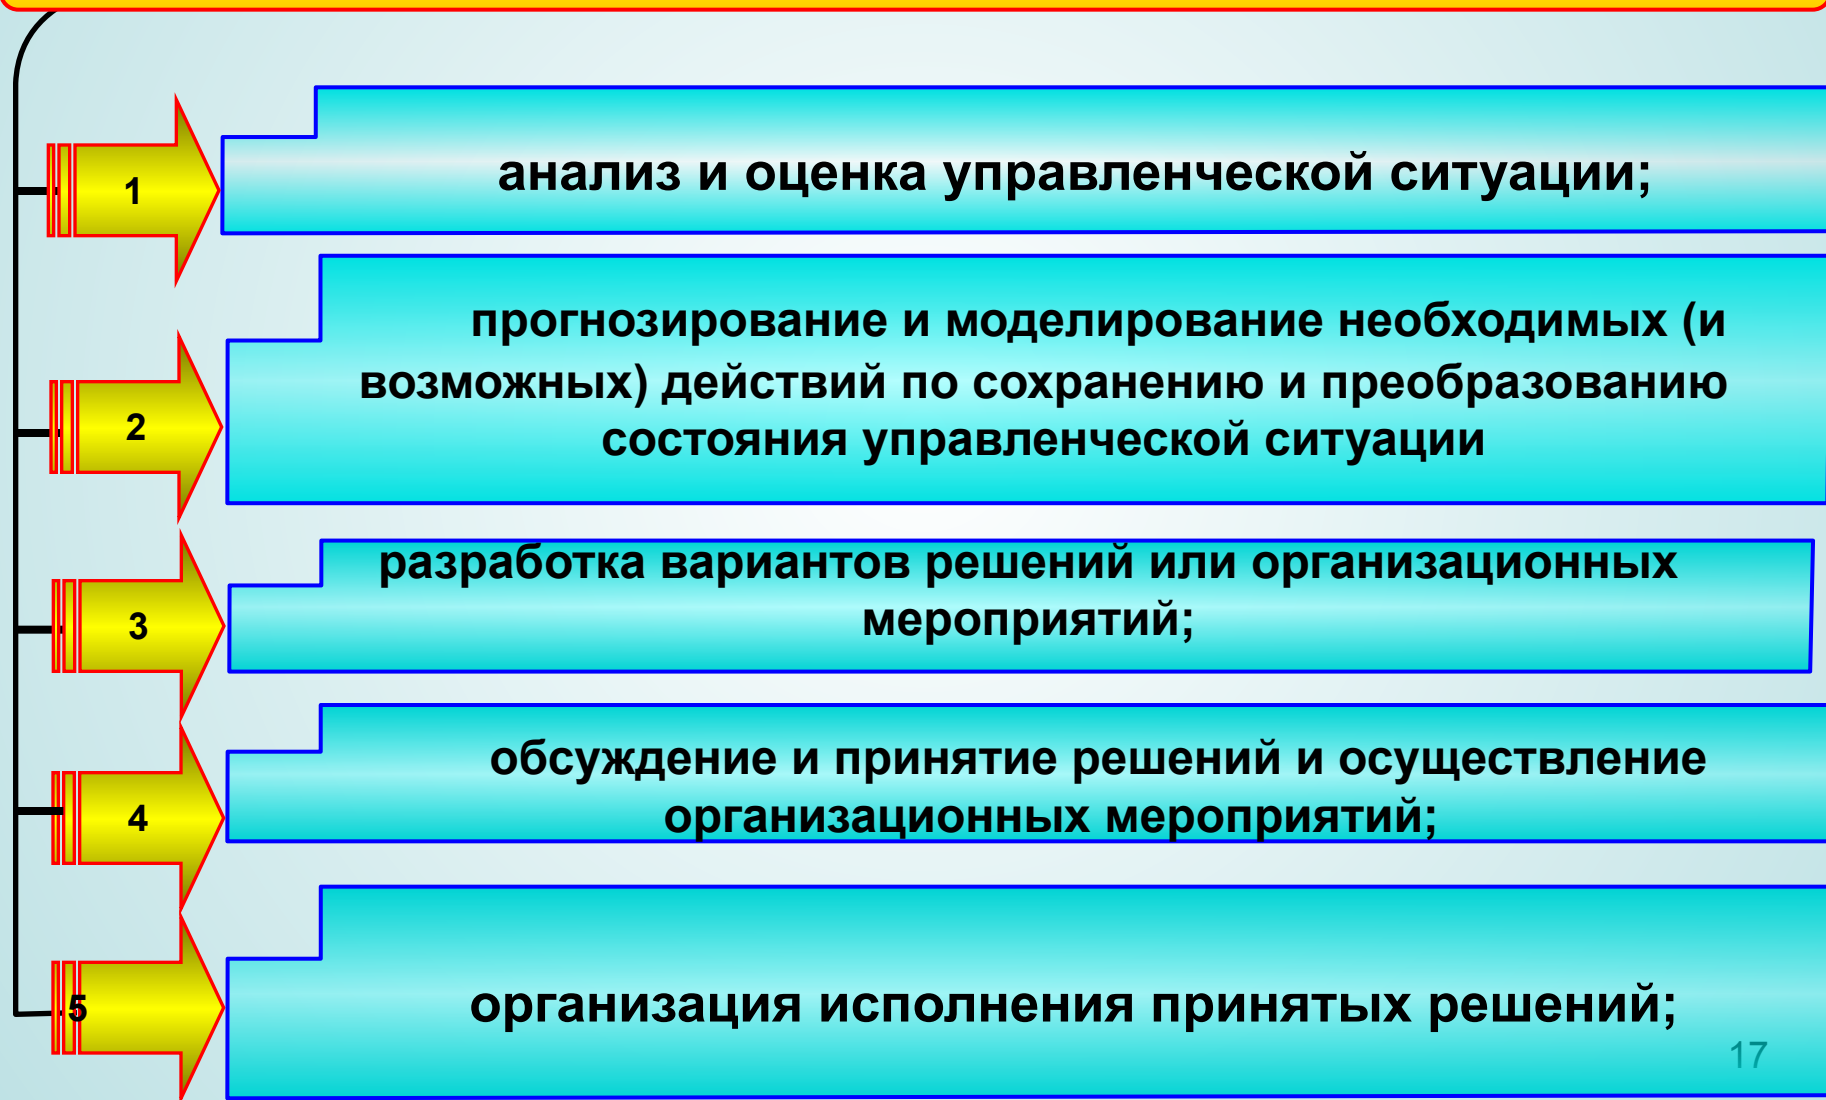 1
анализ и оценка управленческой ситуации;
2
прогнозирование и моделирование необходимых (и
возможных) действий по сохранению и преобразованию
состояния управленческой ситуации
3
разработка вариантов решений или организационных
мероприятий;
4
обсуждение и принятие решений и осуществление
организационных мероприятий;
5
организация исполнения принятых решений;
17